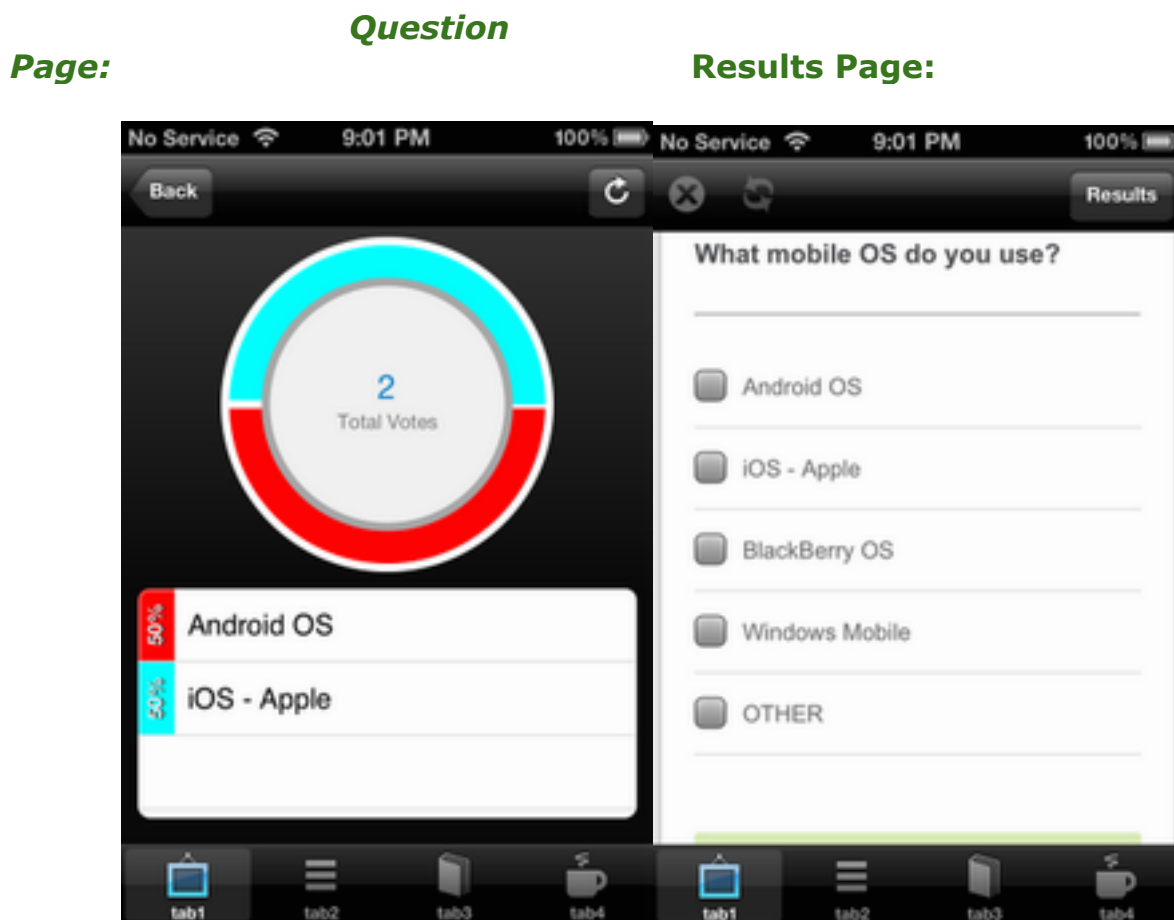 Question
Page: Results Page:
No Service 9:01 PM 100%
Back
2
Total Votes
50% Android OS
50% iOS - Apple
tab1 tab2 tab3 tab4
No Service 9:01 PM 100%
Results
What mobile OS do you use?
Android OS
iOS - Apple
BlackBerry OS
Windows Mobile
OTHER
tab1 tab2 tab3 tab4